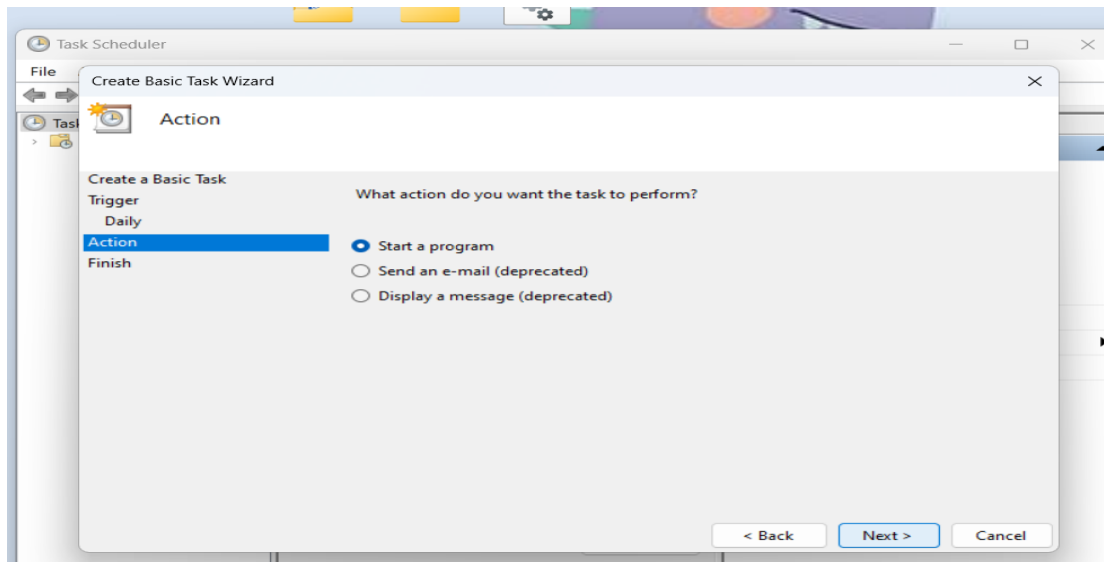 Task Scheduler
File
Create Basic Task Wizard
Action
Create a Basic Task
Trigger
Daily
Action
Finish
What action do you want the task to perform?
Start a program
Send an e-mail (deprecated)
Display a message (deprecated)
< Back
Next >
Cancel